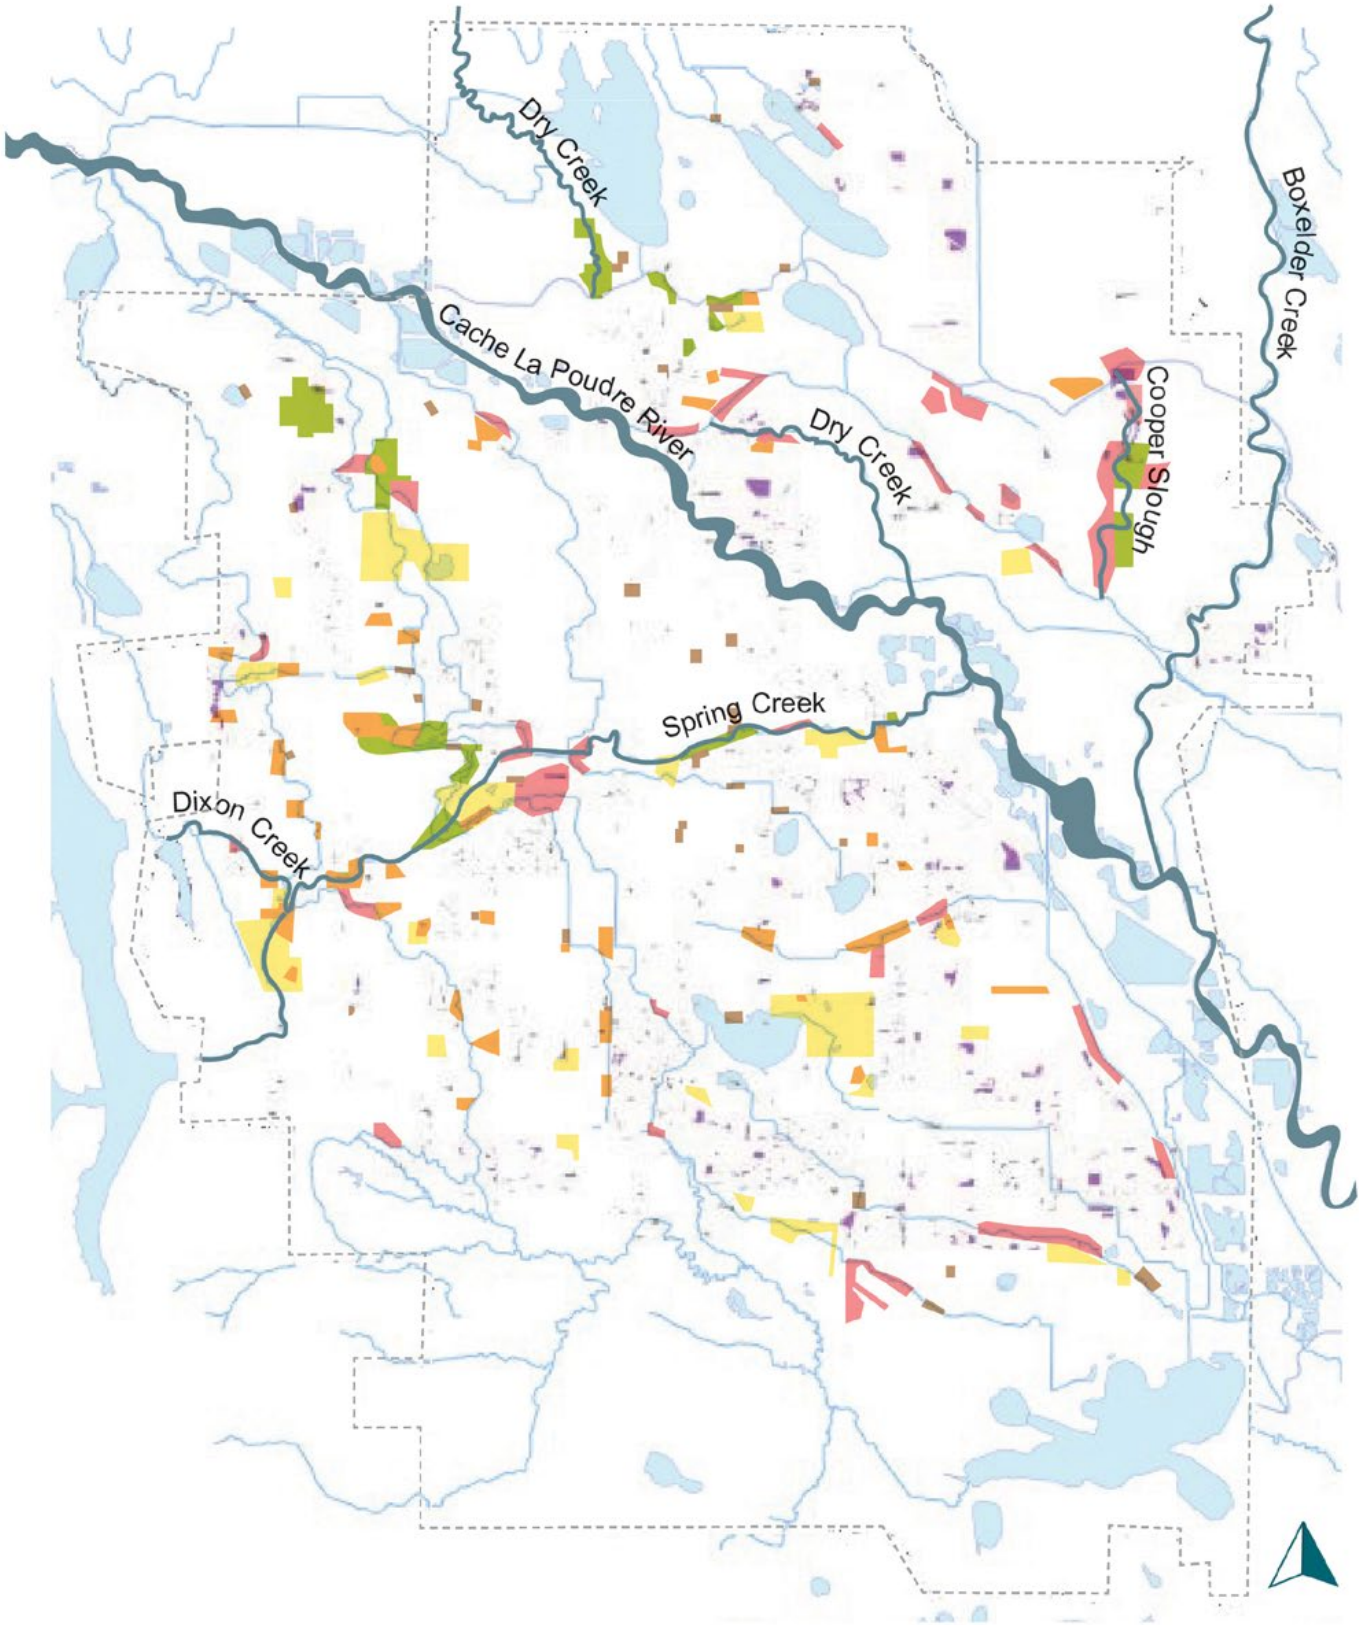 Dry Creek
Boxelder Creek
Cache La Poudre River
Cooper Slough
Dry Creek
Spring Creek
Dixon Creek